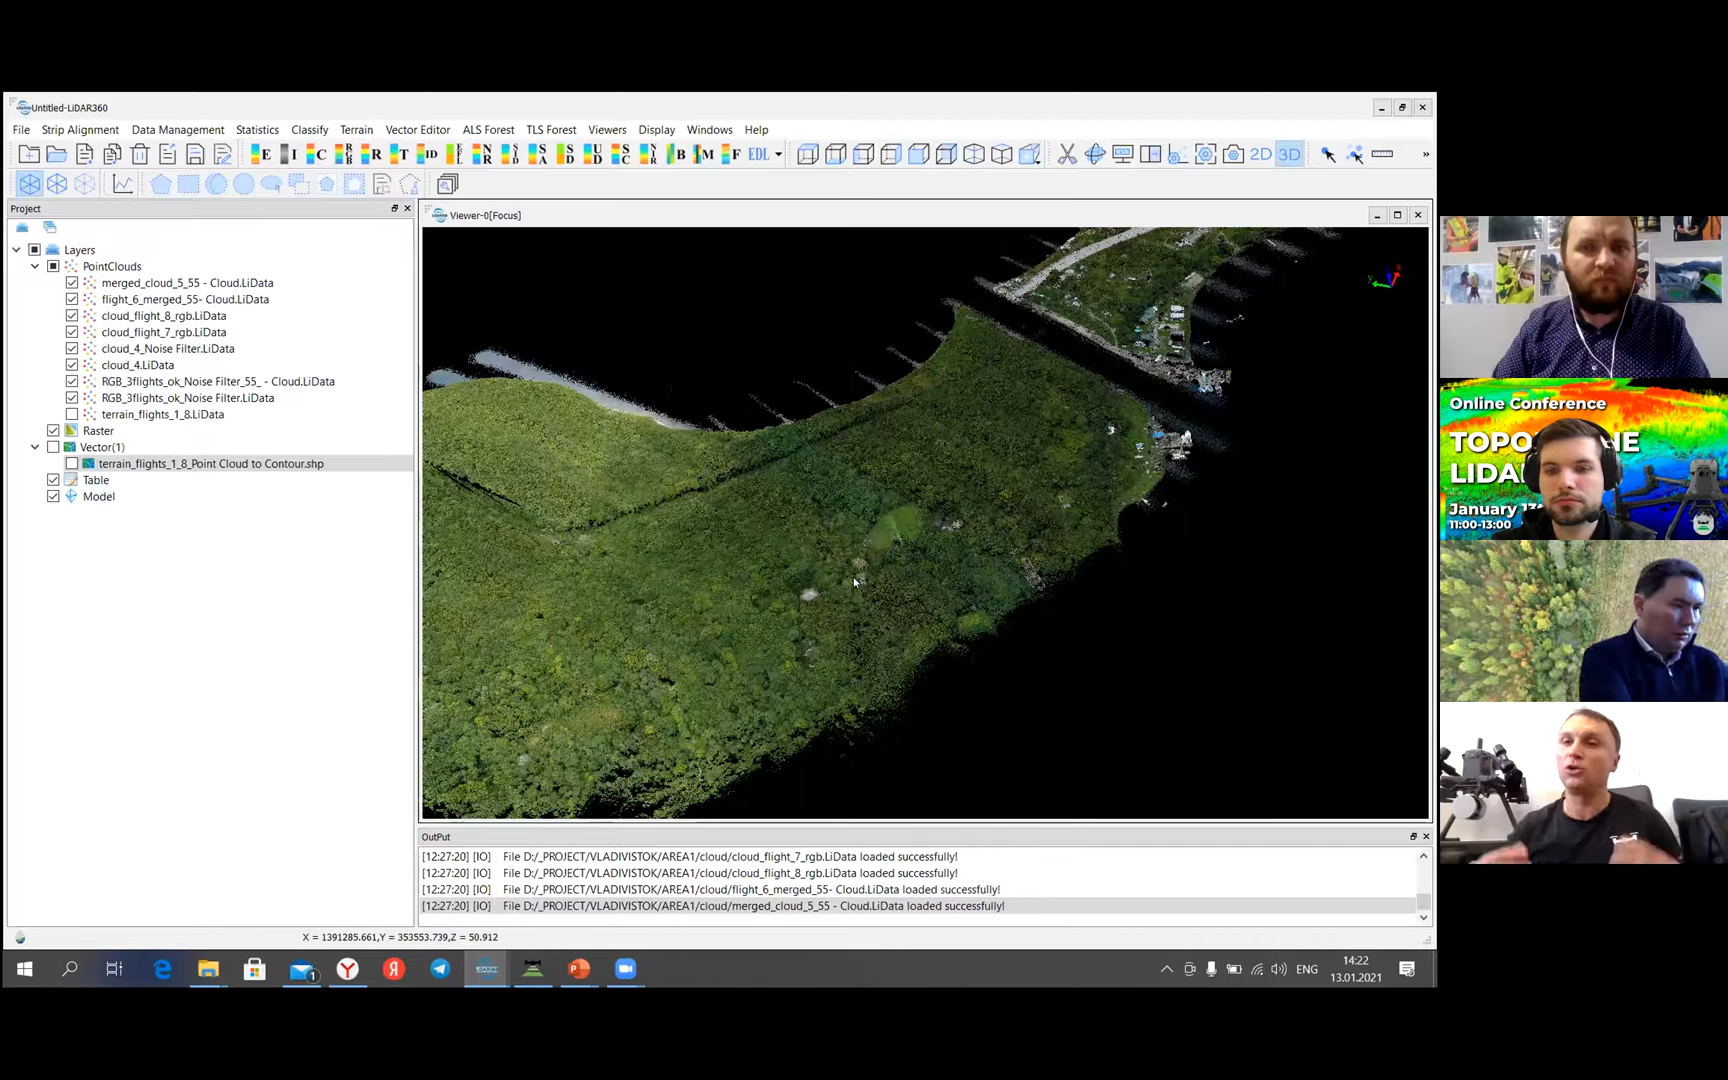 Untitled-LiDAR360
File Strip Alignment Data Management Statistics Classify Terrain Vector Editor ALS Forest TLS Forest Viewers Display Windows Help
EDL 2D 3D
Project
Layers
PointClouds
merged_cloud_5_55 - Cloud.LiData
flight_6_merged_55- Cloud.LiData
cloud_flight_8_rgb.LiData
cloud_flight_7_rgb.LiData
cloud_4_Noise Filter.LiData
cloud_4.LiData
RGB_3flights_ok_Noise Filter_55_ - Cloud.LiData
RGB_3flights_ok_Noise Filter.LiData
terrain_flights_1_8.LiData
Raster
Vector(1)
terrain_flights_1_8_Point Cloud to Contour.shp
Table
Model
Viewer-0[Focus]
OutPut
[12:27:20] [IO] File D:/_PROJECT/VLADIVISTOK/AREA1/cloud/cloud_flight_7_rgb.LiData loaded successfully!
[12:27:20] [IO] File D:/_PROJECT/VLADIVISTOK/AREA1/cloud/cloud_flight_8_rgb.LiData loaded successfully!
[12:27:20] [IO] File D:/_PROJECT/VLADIVISTOK/AREA1/cloud/flight_6_merged_55- Cloud.LiData loaded successfully!
[12:27:20] [IO] File D:/_PROJECT/VLADIVISTOK/AREA1/cloud/merged_cloud_5_55 - Cloud.LiData loaded successfully!
X = 1391285.661,Y = 353553.739,Z = 50.912
ENG
14:22
13.01.2021
Online Conference
TOPO NE
LIDA
January 13
11:00-13:00